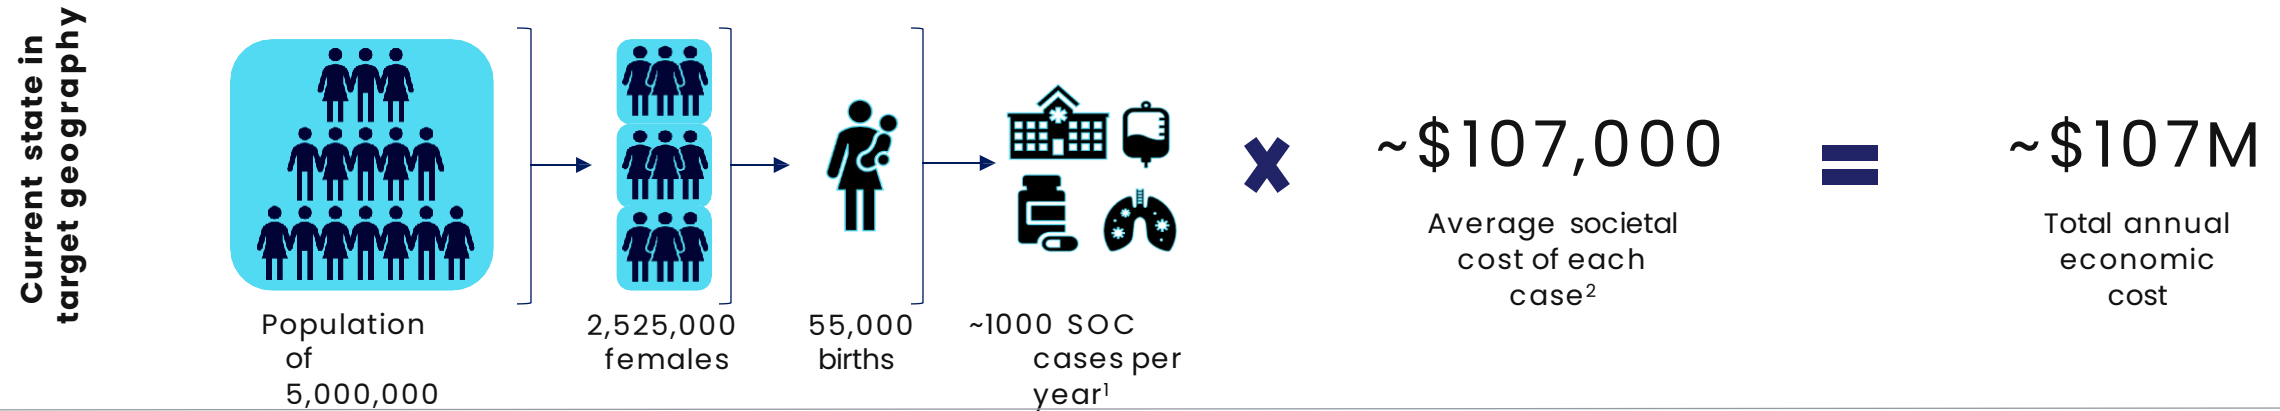 Current state in
target geography
Population
of
5,000,000
2,525,000
females
55,000
births
~1000 SOC
cases per
year¹
~$107,000
Average societal
cost of each
case²
~$107M
Total annual
economic
cost